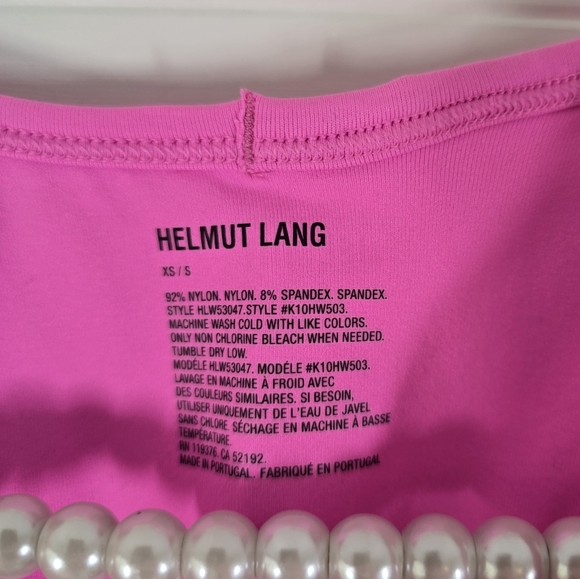 HELMUT LANG
XS / S
92% NYLON. NYLON. 8% SPANDEX. SPANDEX.
STYLE HLW53047.STYLE #K10HW503.
MACHINE WASH COLD WITH LIKE COLORS.
ONLY NON CHLORINE BLEACH WHEN NEEDED.
TUMBLE DRY LOW.
MODÈLE HLW53047. MODÈLE #K10HW503.
LAVAGE EN MACHINE À FROID AVEC
DES COULEURS SIMILAIRES. SI BESOIN,
UTILISER UNIQUEMENT DE L'EAU DE JAVEL
SANS CHLORE. SÉCHAGE EN MACHINE À BASSE
TEMPÉRATURE.
RN 119376. CA 52192.
MADE IN PORTUGAL. FABRIQUÉ EN PORTUGAL